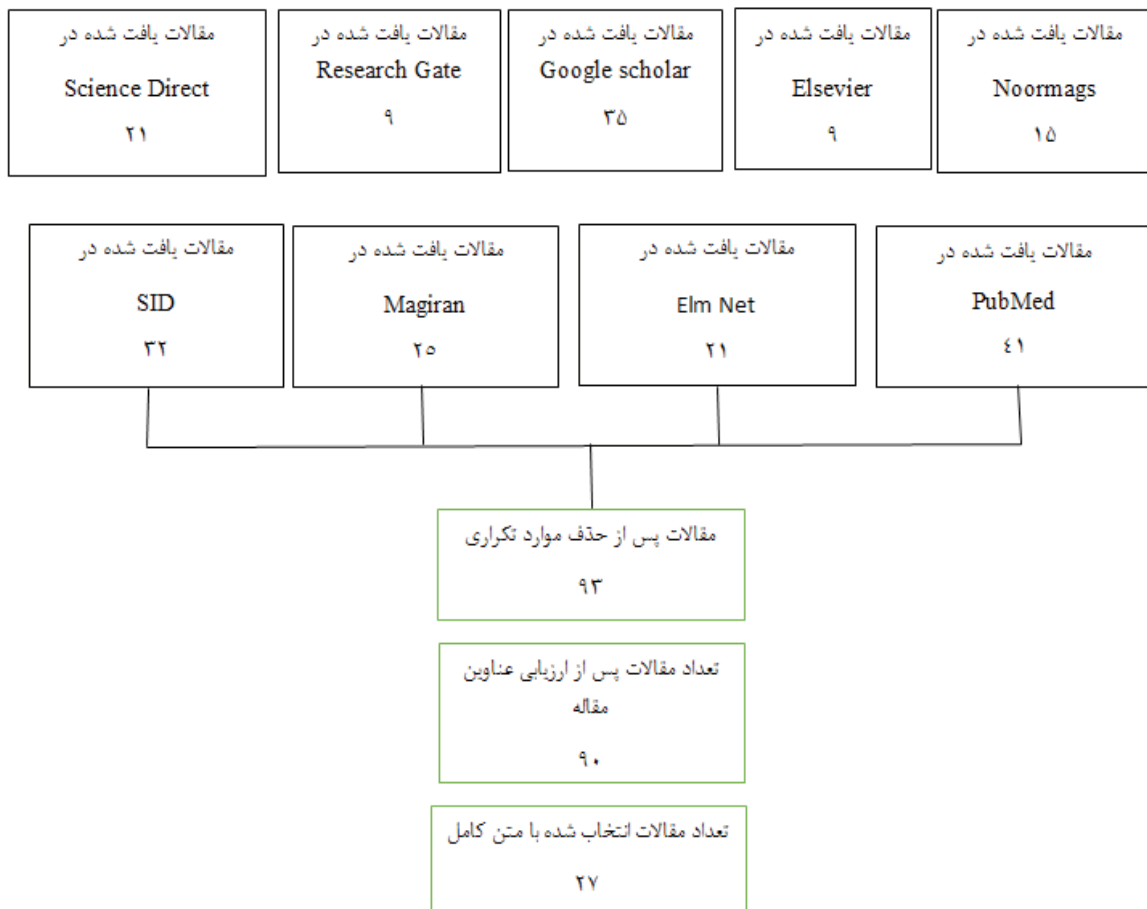 مقالات یافت شده در
Science Direct
۲۱
مقالات یافت شده در
Research Gate
۹
مقالات یافت شده در
Google scholar
۳۵
مقالات یافت شده در
Elsevier
۹
مقالات یافت شده در
Noormags
۱۵
مقالات یافت شده در
SID
۳۲
مقالات یافت شده در
Magiran
۲۵
مقالات یافت شده در
Elm Net
۲۱
مقالات یافت شده در
PubMed
٤۱
مقالات پس از حذف موارد تکراری
۹۳
تعداد مقالات پس از ارزیابی عناوین
مقاله
۹۰
تعداد مقالات انتخاب شده با متن کامل
۲۷